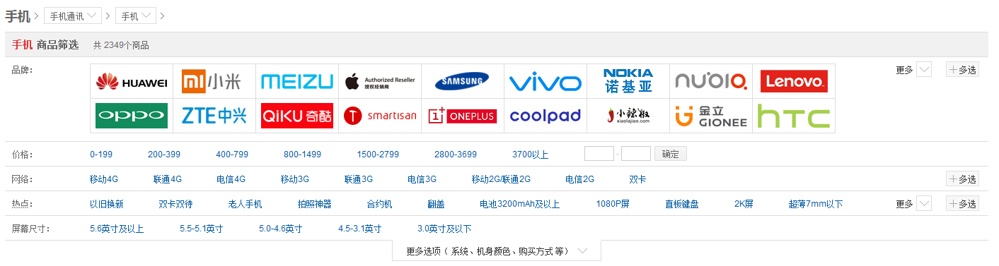 手机 > 手机通讯 > 手机 >
手机 商品筛选 共 2349个商品
品牌: 更多 +多选
HUAWEI 小米 MEIZU Authorized Reseller 授权经销商 SAMSUNG vivo NOKIA 诺基亚 nubia Lenovo
oppo ZTE中兴 QiKU奇酷 smartisan 1+ ONEPLUS coolpad 小辣椒 xiaolajiao.com 金立 GIONEE hTC
价格: 0-199 200-399 400-799 800-1499 1500-2799 2800-3699 3700以上 - 确定
网络: 移动4G 联通4G 电信4G 移动3G 联通3G 电信3G 移动2G/联通2G 电信2G 双卡 +多选
热点: 以旧换新 双卡双待 老人手机 拍照神器 合约机 翻盖 电池3200mAh及以上 1080P屏 直板键盘 2K屏 超薄7mm以下 更多 +多选
屏幕尺寸: 5.6英寸及以上 5.5-5.1英寸 5.0-4.6英寸 4.5-3.1英寸 3.0英寸及以下
更多选项（ 系统、机身颜色、购买方式 等）